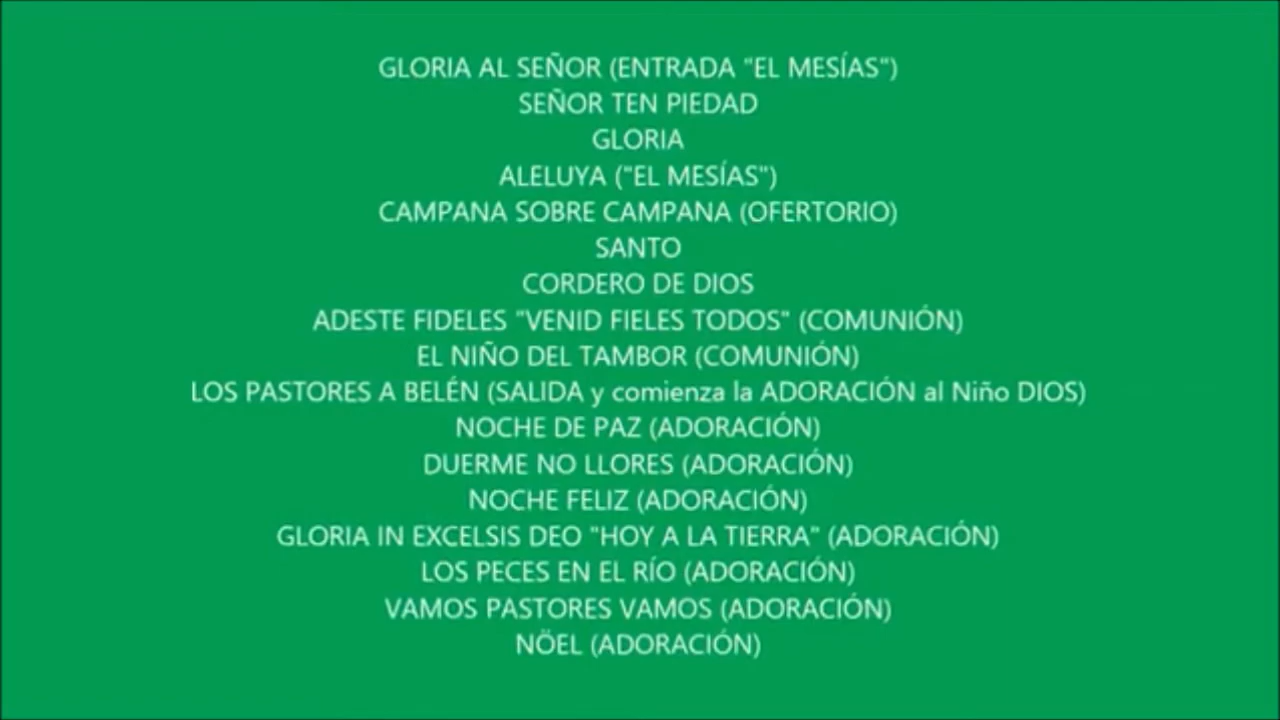 GLORIA AL SEÑOR (ENTRADA "EL MESÍAS")
SEÑOR TEN PIEDAD
GLORIA
ALELUYA ("EL MESÍAS")
CAMPANA SOBRE CAMPANA (OFERTORIO)
SANTO
CORDERO DE DIOS
ADESTE FIDELES "VENID FIELES TODOS" (COMUNIÓN)
EL NIÑO DEL TAMBOR (COMUNIÓN)
LOS PASTORES A BELÉN (SALIDA y comienza la ADORACIÓN al Niño DIOS)
NOCHE DE PAZ (ADORACIÓN)
DUERME NO LLORES (ADORACIÓN)
NOCHE FELIZ (ADORACIÓN)
GLORIA IN EXCELSIS DEO "HOY A LA TIERRA" (ADORACIÓN)
LOS PECES EN EL RÍO (ADORACIÓN)
VAMOS PASTORES VAMOS (ADORACIÓN)
NÖEL (ADORACIÓN)